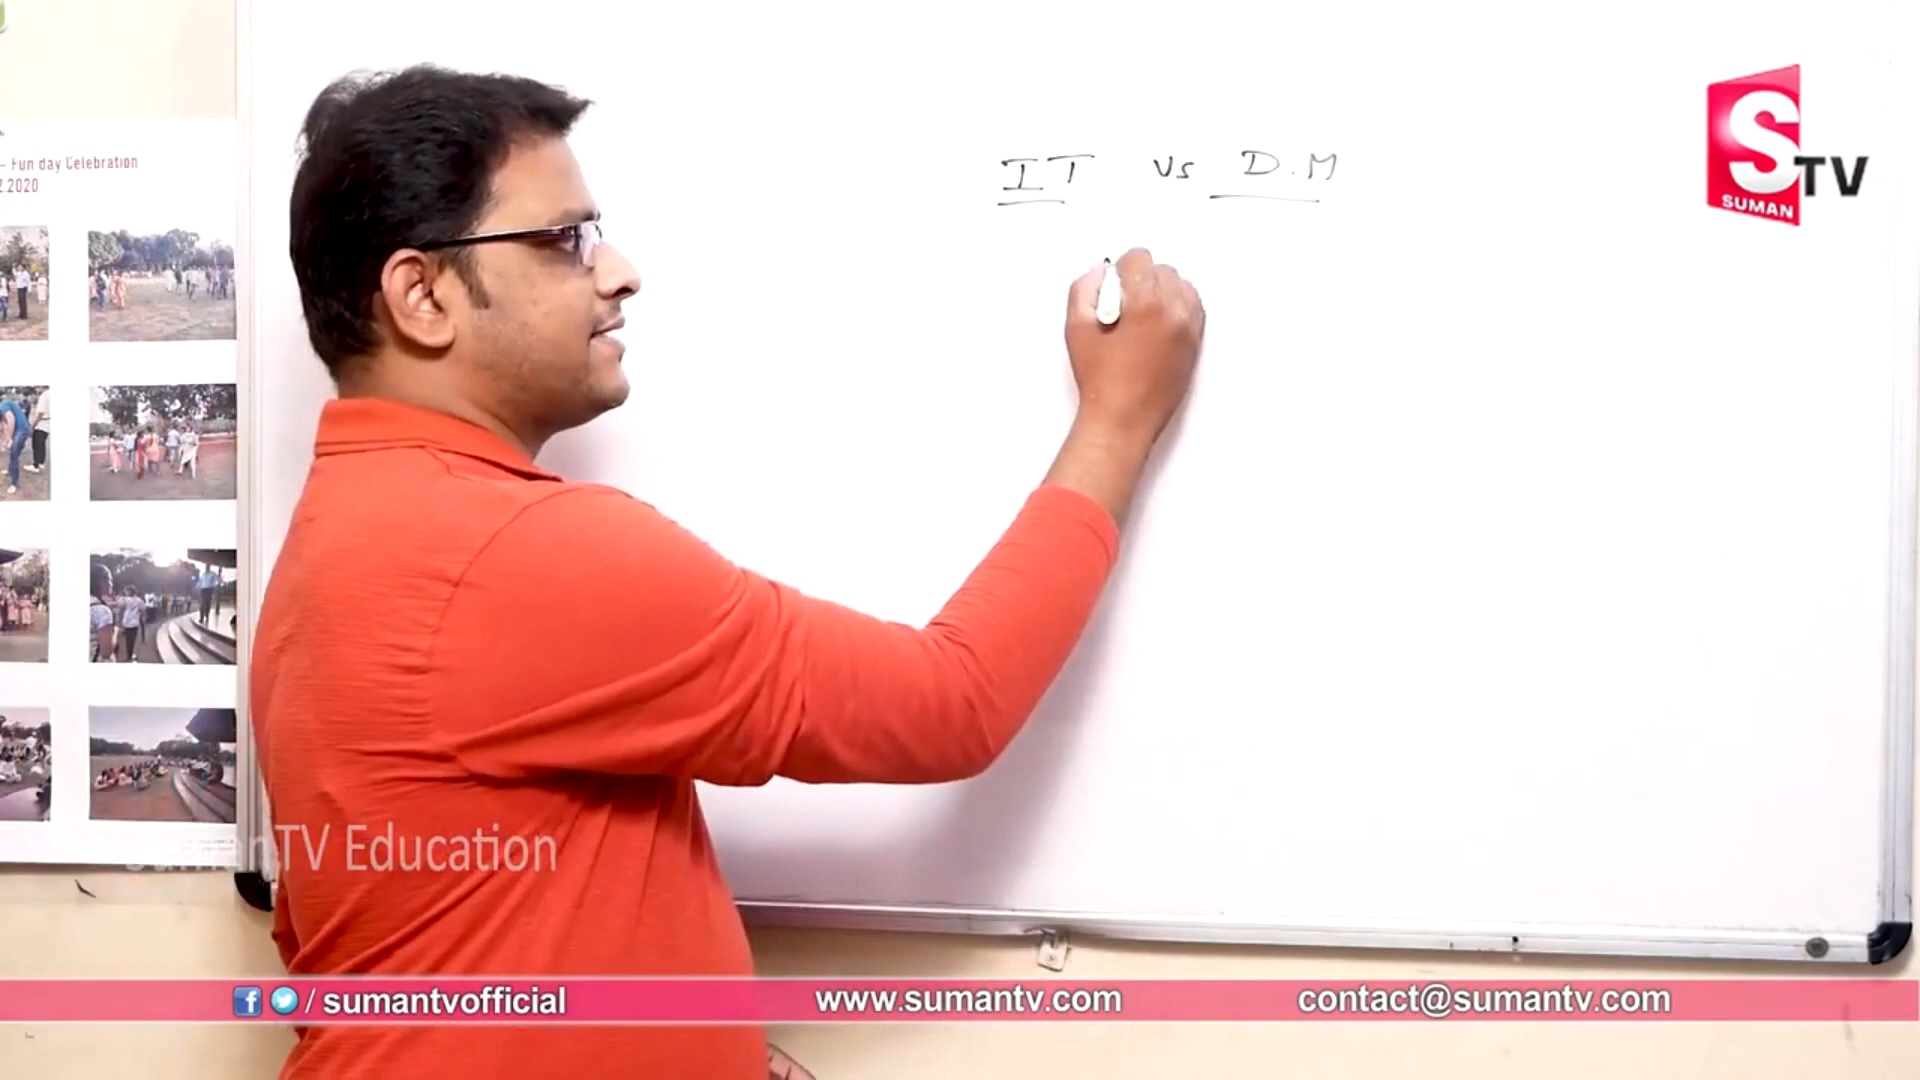 – Fun day Celebration
2 2020
IT vs D.M
S TV
SUMAN
SumanTV Education
/ sumantvofficial
www.sumantv.com
contact@sumantv.com